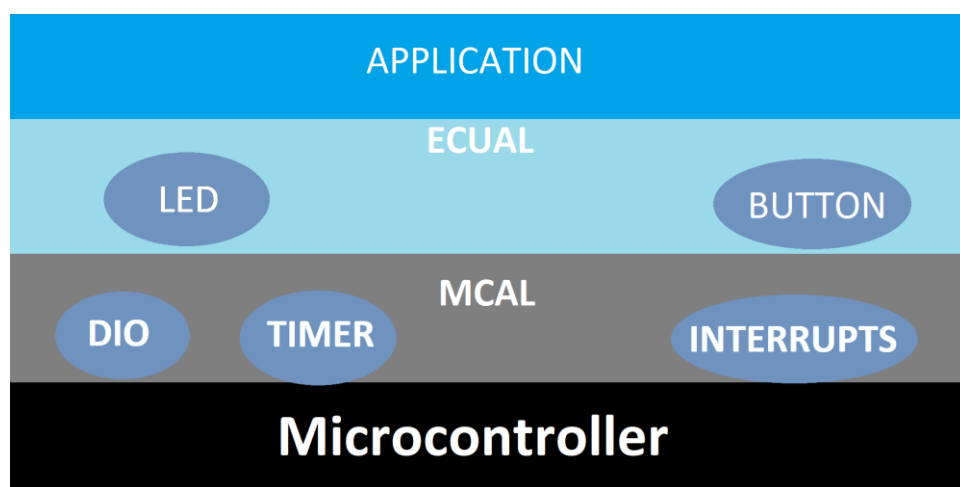 APPLICATION
ECUAL
LED
BUTTON
MCAL
DIO
TIMER
INTERRUPTS
Microcontroller